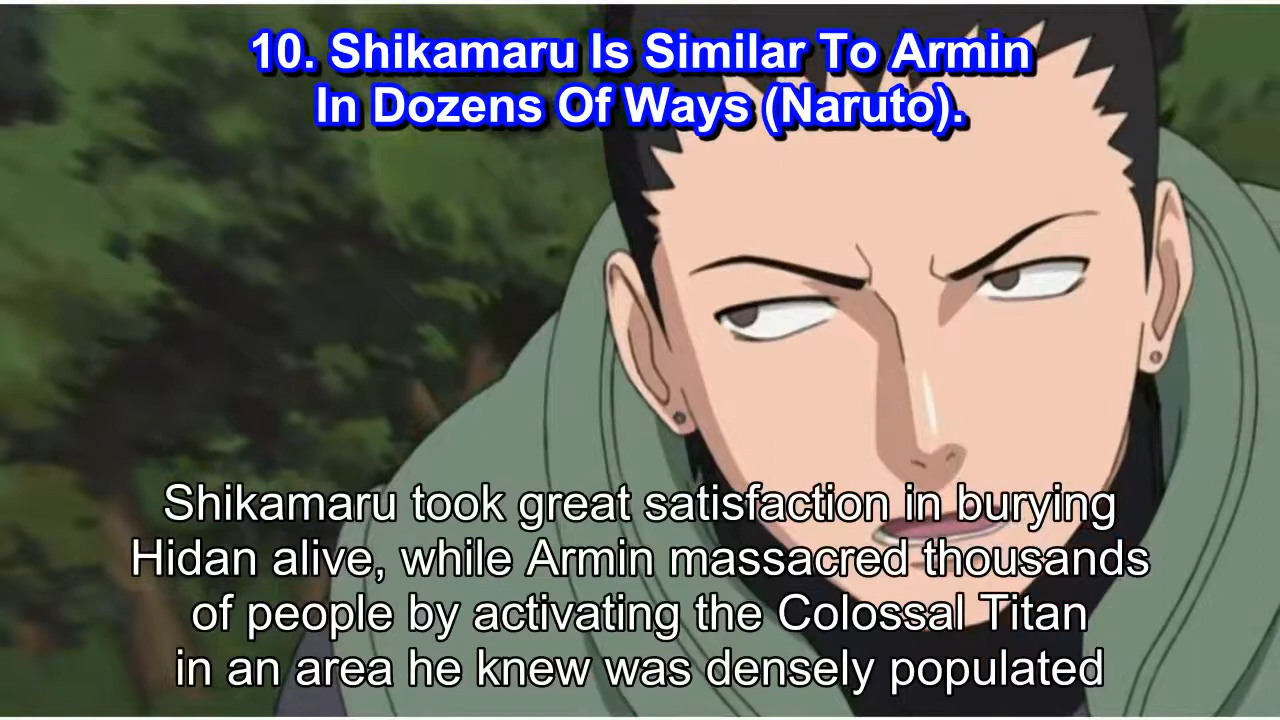 10. Shikamaru Is Similar To Armin
In Dozens Of Ways (Naruto).
Shikamaru took great satisfaction in burying
Hidan alive, while Armin massacred thousands
of people by activating the Colossal Titan
in an area he knew was densely populated